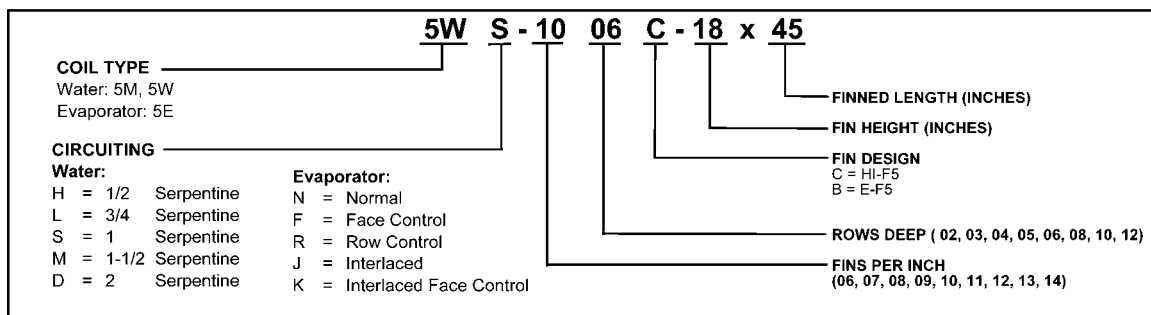 5W S - 10 06 C - 18 x 45
COIL TYPE
Water: 5M, 5W
Evaporator: 5E
CIRCUITING
Water:
H = 1/2 Serpentine
L = 3/4 Serpentine
S = 1 Serpentine
M = 1-1/2 Serpentine
D = 2 Serpentine
Evaporator:
N = Normal
F = Face Control
R = Row Control
J = Interlaced
K = Interlaced Face Control
FINNED LENGTH (INCHES)
FIN HEIGHT (INCHES)
FIN DESIGN
C = HI-F5
B = E-F5
ROWS DEEP ( 02, 03, 04, 05, 06, 08, 10, 12)
FINS PER INCH
(06, 07, 08, 09, 10, 11, 12, 13, 14)